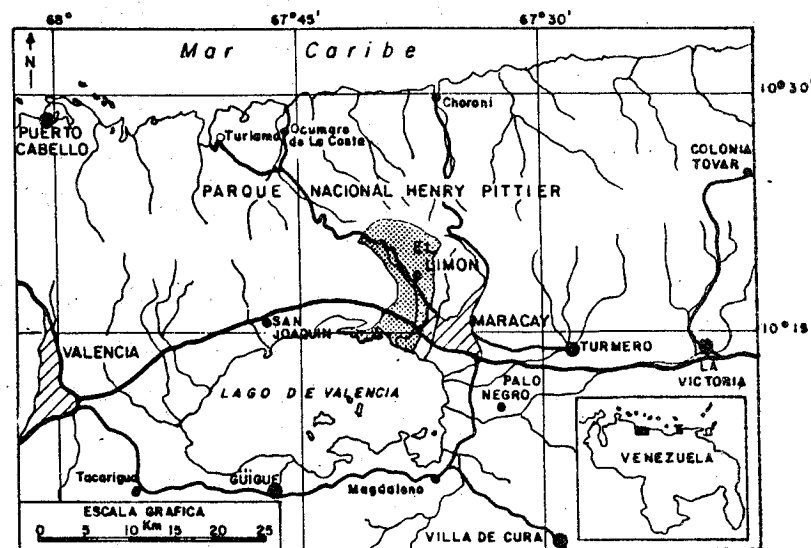 68°
67°45'
67°30'
Mar Caribe
N
10°30'
Choroni
PUERTO
CABELLO
Turiamo
Ocumare
de La Costa
COLONIA
TOVAR
PARQUE NACIONAL HENRY PITTIER
EL
LIMON
SAN
JOAQUIN
MARACAY
10°15
VALENCIA
TURMERO
LA
VICTORIA
LAGO DE VALENCIA
PALO
NEGRO
VENEZUELA
Tacarigua
GÜIGUE
Magdaleno
ESCALA GRAFICA
Km
0 5 10 15 20 25
VILLA DE CURA